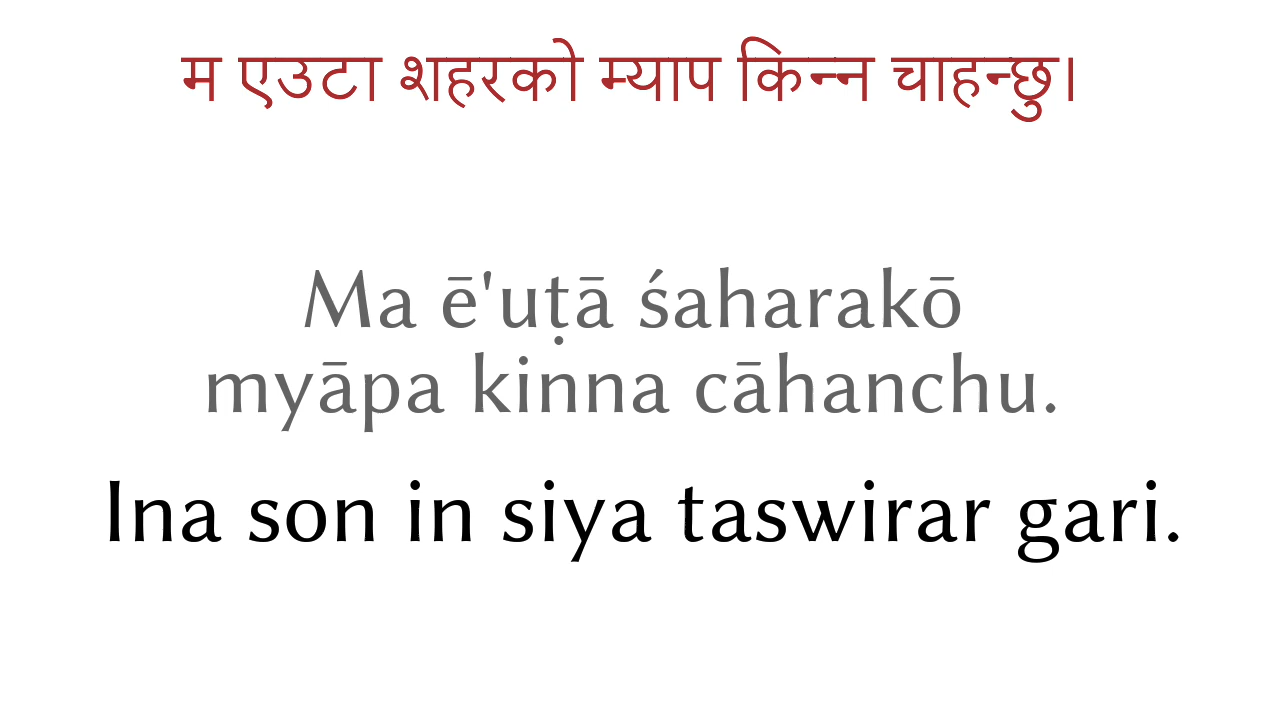 म एउटा शहरको म्याप किन्न चाहन्छु।
Ma ē'uṭā śaharakō
myāpa kinna cāhanchu.
Ina son in siya taswirar gari.